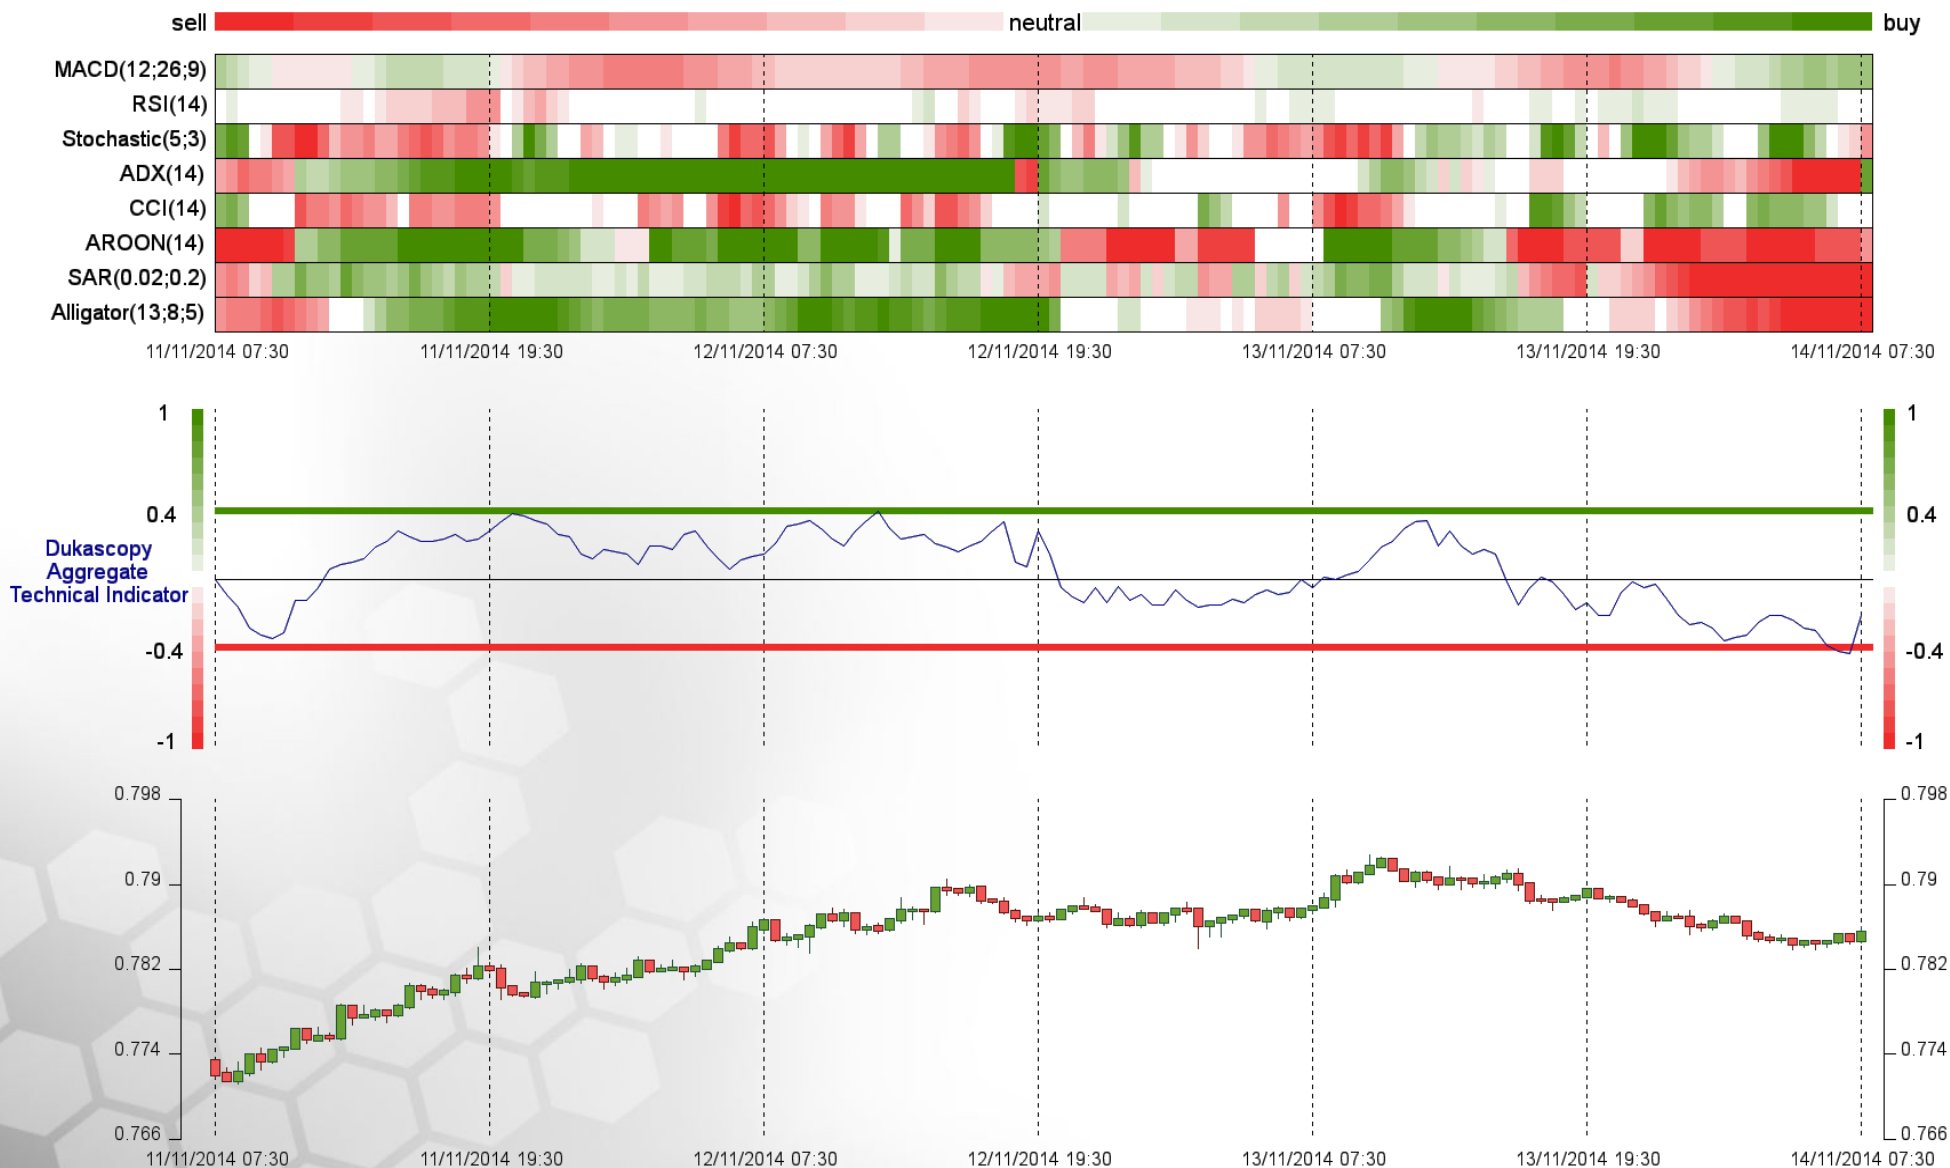 sell neutral buy
MACD(12;26;9)
RSI(14)
Stochastic(5;3)
ADX(14)
CCI(14)
AROON(14)
SAR(0.02;0.2)
Alligator(13;8;5)
11/11/2014 07:30 11/11/2014 19:30 12/11/2014 07:30 12/11/2014 19:30 13/11/2014 07:30 13/11/2014 19:30 14/11/2014 07:30
1 1
0.4 0.4
Dukascopy
Aggregate
Technical Indicator
-0.4 -0.4
-1 -1
0.798 0.798
0.79 0.79
0.782 0.782
0.774 0.774
0.766 0.766
11/11/2014 07:30 11/11/2014 19:30 12/11/2014 07:30 12/11/2014 19:30 13/11/2014 07:30 13/11/2014 19:30 14/11/2014 07:30